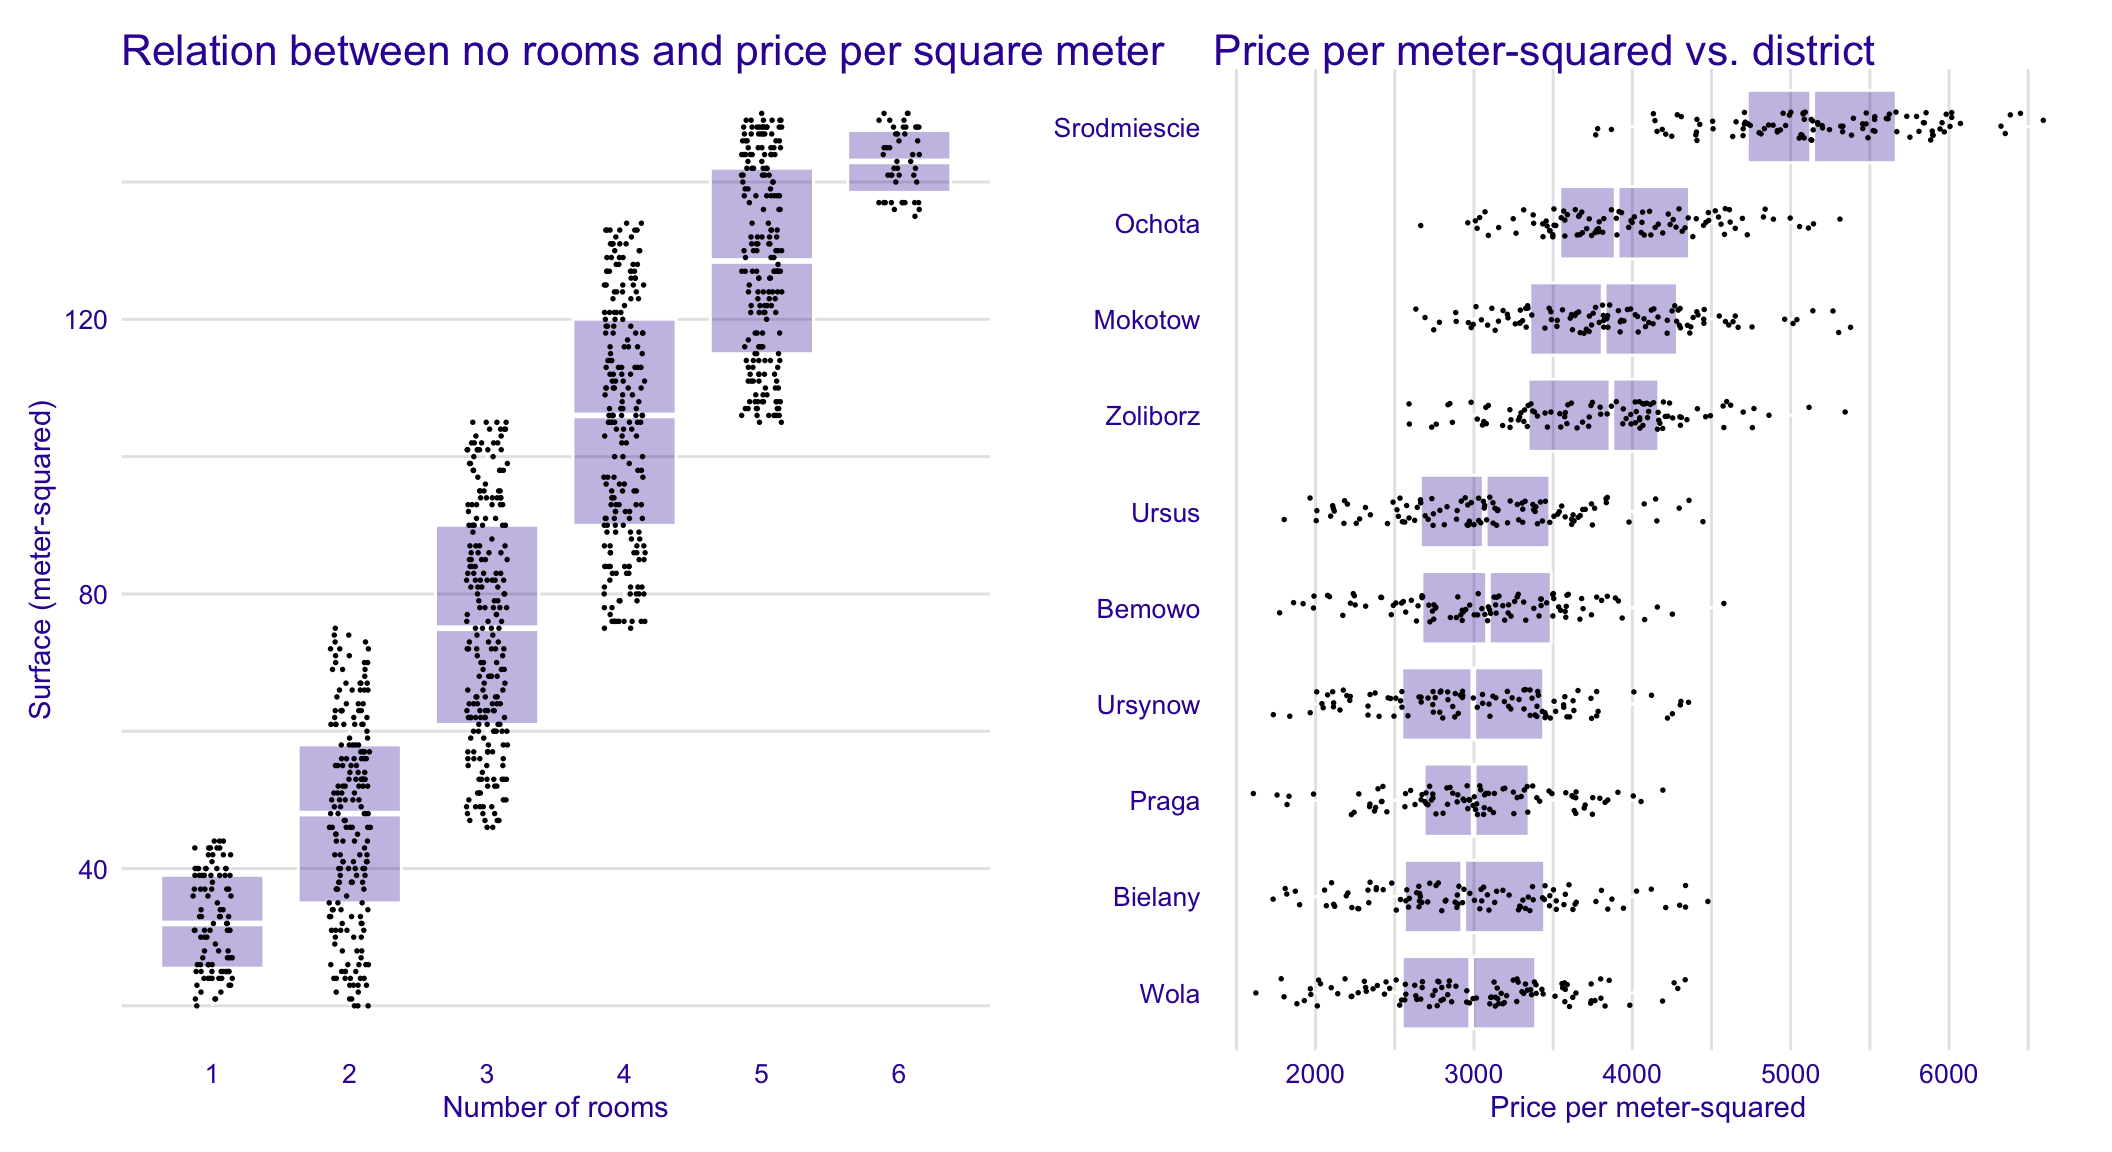 Relation between no rooms and price per square meter
Surface (meter-squared)
120
80
40
1 2 3 4 5 6
Number of rooms
Price per meter-squared vs. district
Srodmiescie
Ochota
Mokotow
Zoliborz
Ursus
Bemowo
Ursynow
Praga
Bielany
Wola
2000 3000 4000 5000 6000
Price per meter-squared